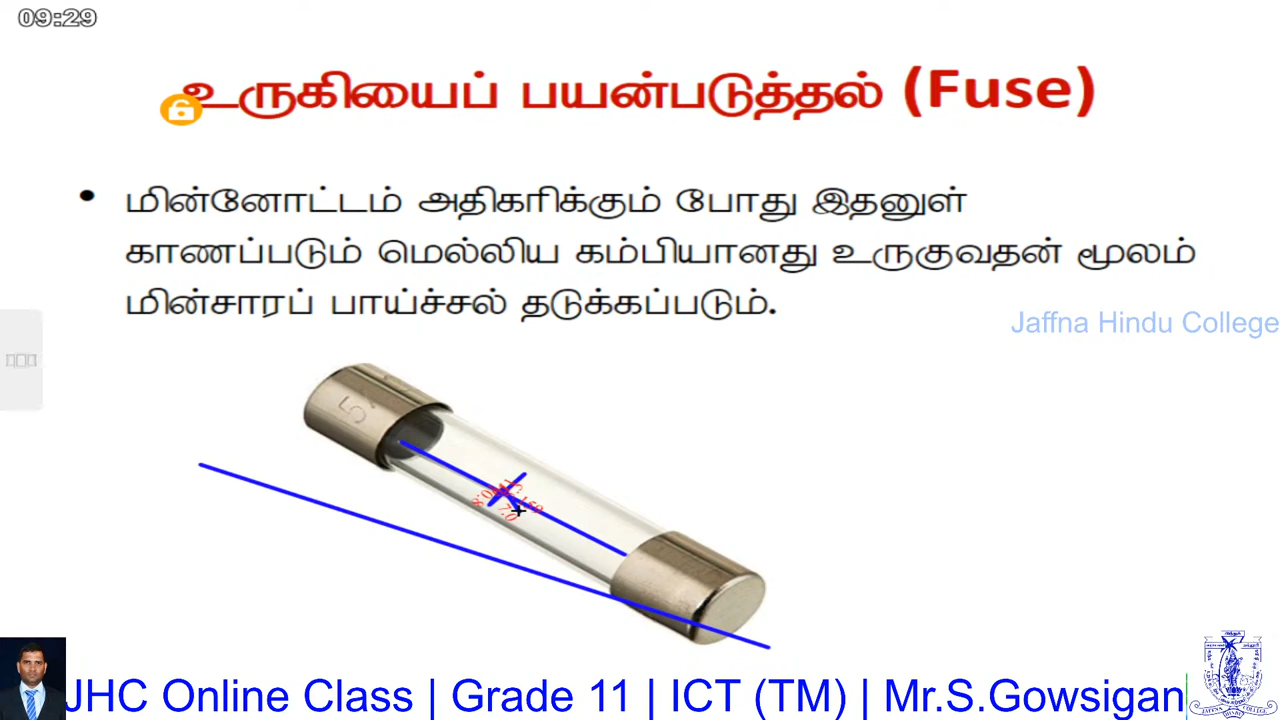 09:29
உருகியைப் பயன்படுத்தல் (Fuse)
• மின்னோட்டம் அதிகரிக்கும் போது இதனுள்
காணப்படும் மெல்லிய கம்பியானது உருகுவதன் மூலம்
மின்சாரப் பாய்ச்சல் தடுக்கப்படும்.
Jaffna Hindu College
JHC Online Class | Grade 11 | ICT (TM) | Mr.S.Gowsigan